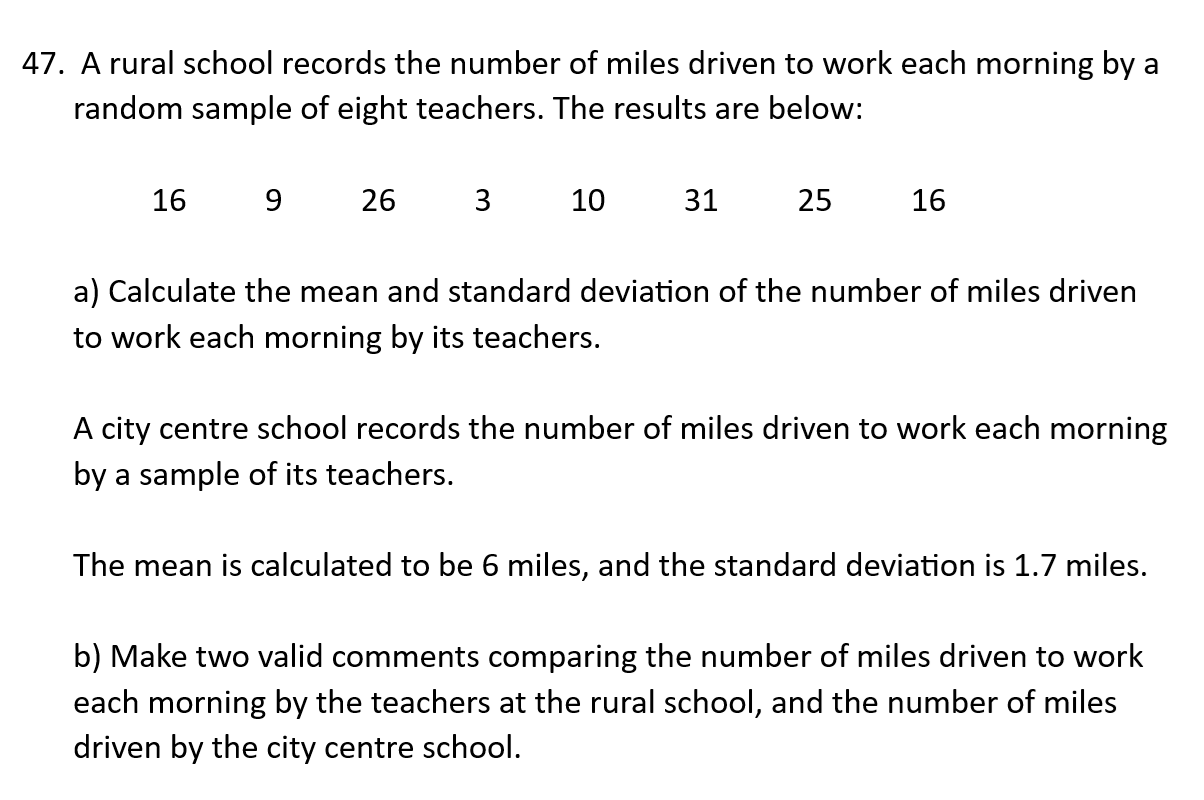 47. A rural school records the number of miles driven to work each morning by a
random sample of eight teachers. The results are below:
16 9 26 3 10 31 25 16
a) Calculate the mean and standard deviation of the number of miles driven
to work each morning by its teachers.
A city centre school records the number of miles driven to work each morning
by a sample of its teachers.
The mean is calculated to be 6 miles, and the standard deviation is 1.7 miles.
b) Make two valid comments comparing the number of miles driven to work
each morning by the teachers at the rural school, and the number of miles
driven by the city centre school.